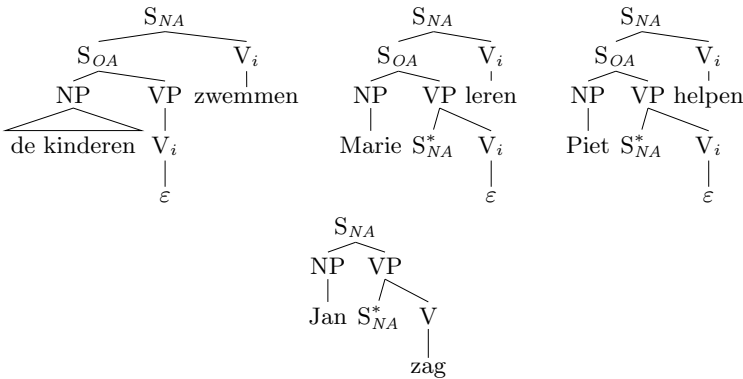 S_NA S_NA S_NA
S_OA V_i S_OA V_i S_OA V_i
NP VP zwemmen NP VP leren NP VP helpen
de kinderen V_i Marie S*_NA V_i Piet S*_NA V_i
ε ε ε
S_NA
NP VP
Jan S*_NA V
zag